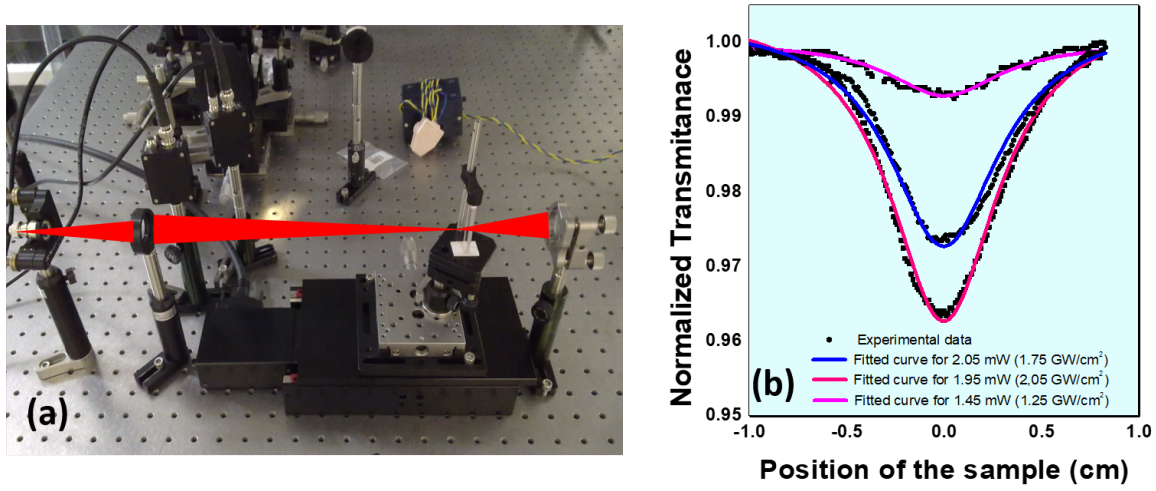 (a)
Normalized Transmitanace
1.00
0.99
0.98
0.97
0.96
0.95
-1.0
-0.5
0.0
0.5
1.0
Position of the sample (cm)
Experimental data
Fitted curve for 2.05 mW (1.75 GW/cm²)
Fitted curve for 1.95 mW (2,05 GW/cm²)
Fitted curve for 1.45 mW (1.25 GW/cm²)
(b)